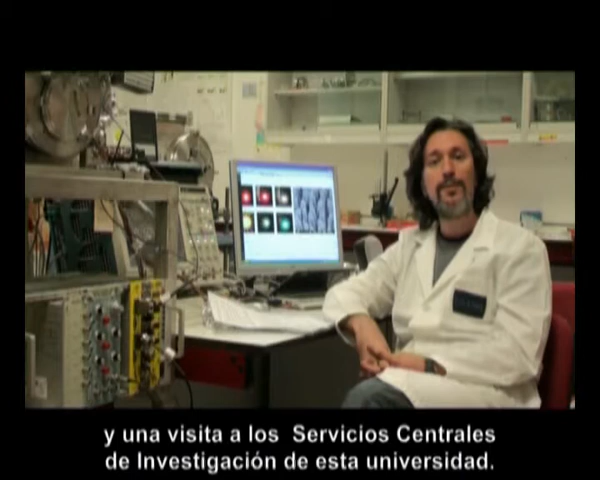 y una visita a los  Servicios Centrales
de Investigación de esta universidad.